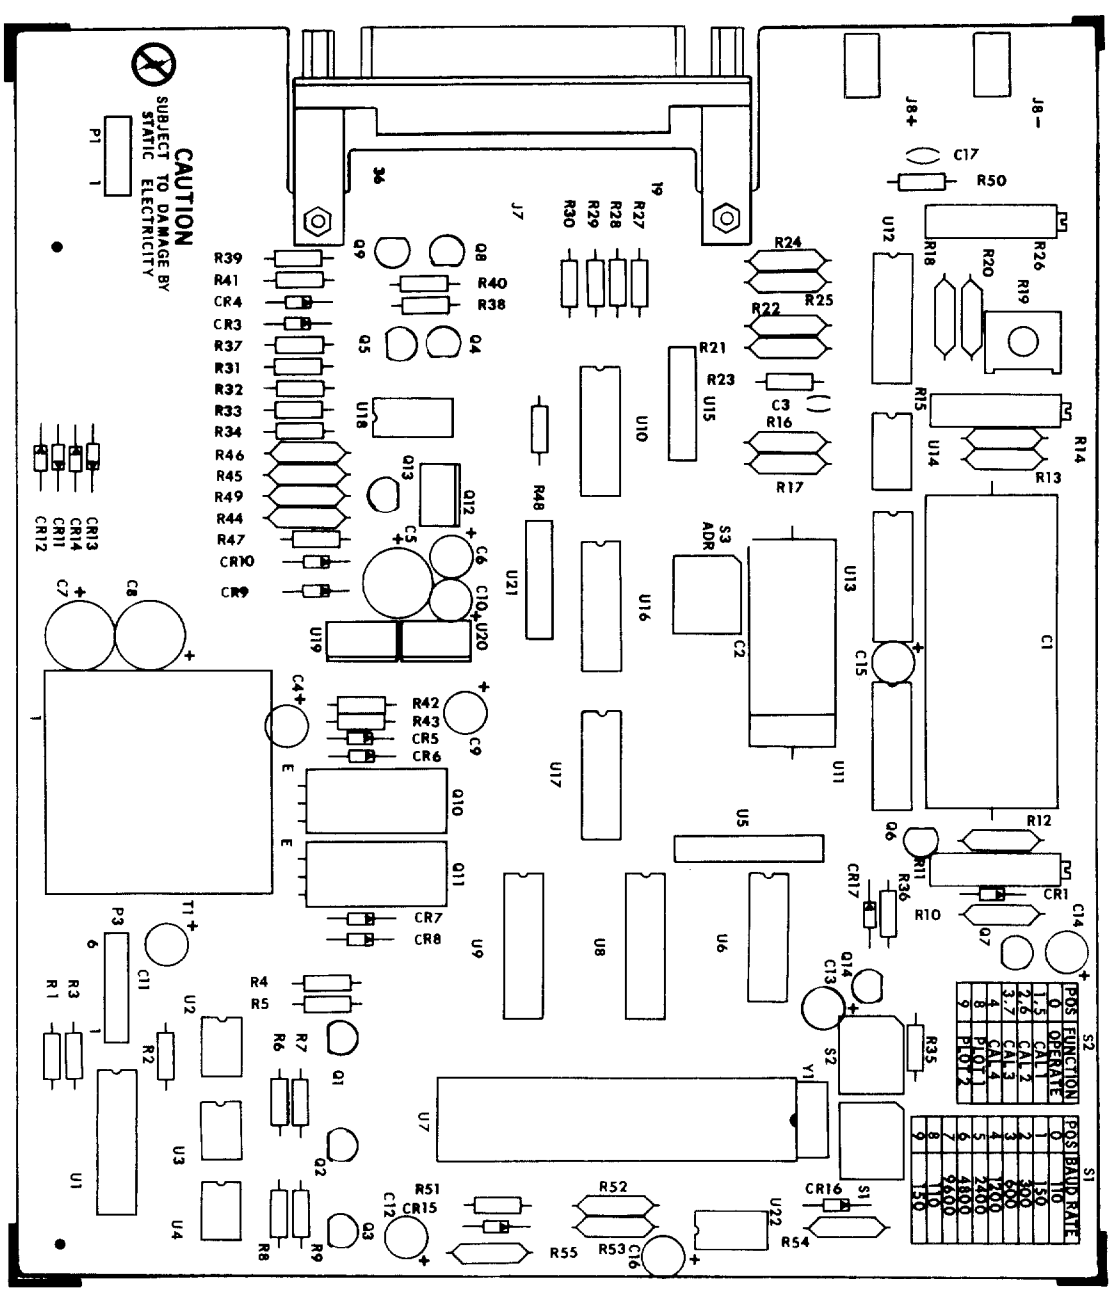 CAUTION
SUBJECT TO DAMAGE BY
STATIC ELECTRICITY
P1
1
36
19
J7
J8+
J8-
C17
R50
U12
R18
R20
R26
R19
R30
R29
R28
R27
R24
R25
R22
R21
R23
C3
R16
R17
U15
R15
U14
R14
R13
Q9
Q8
R39
R41
CR4
CR3
R37
R31
R32
R33
R34
R46
R45
R49
R44
R47
CR10
CR9
R40
R38
Q5
Q4
U18
Q13
Q12
C5
+
C6
+
C10
+
U10
R48
U21
U16
S3
ADR
C2
U13
C1
C15
+
CR12
CR11
CR14
CR13
C7
+
C8
+
U19
U20
C4
+
1
R42
R43
CR5
CR6
C9
+
E
Q10
E
Q11
CR7
CR8
U17
U11
U5
Q6
R12
R11
CR1
CR17
R36
R10
Q7
C14
+
U9
U8
U6
Q14
C13
+
T1
+
P3
6
1
C11
R1
R3
R2
U2
R4
R5
R6
R7
Q1
U1
U3
U4
Q2
R8
R9
Q3
C12
+
U7
Y1
S2
R35
S1
R51
CR15
R55
R52
R53
C16
+
U22
CR16
R54
S2
POS FUNCTION
0 OPERATE
1,5 CAL 1
2,6 CAL 2
3,7 CAL 3
4 CAL 4
8 PLOT 1
9 PLOT 2
S1
POS BAUD RATE
0 110
1 150
2 300
3 600
4 1200
5 2400
6 4800
7 9600
8 110
9 150